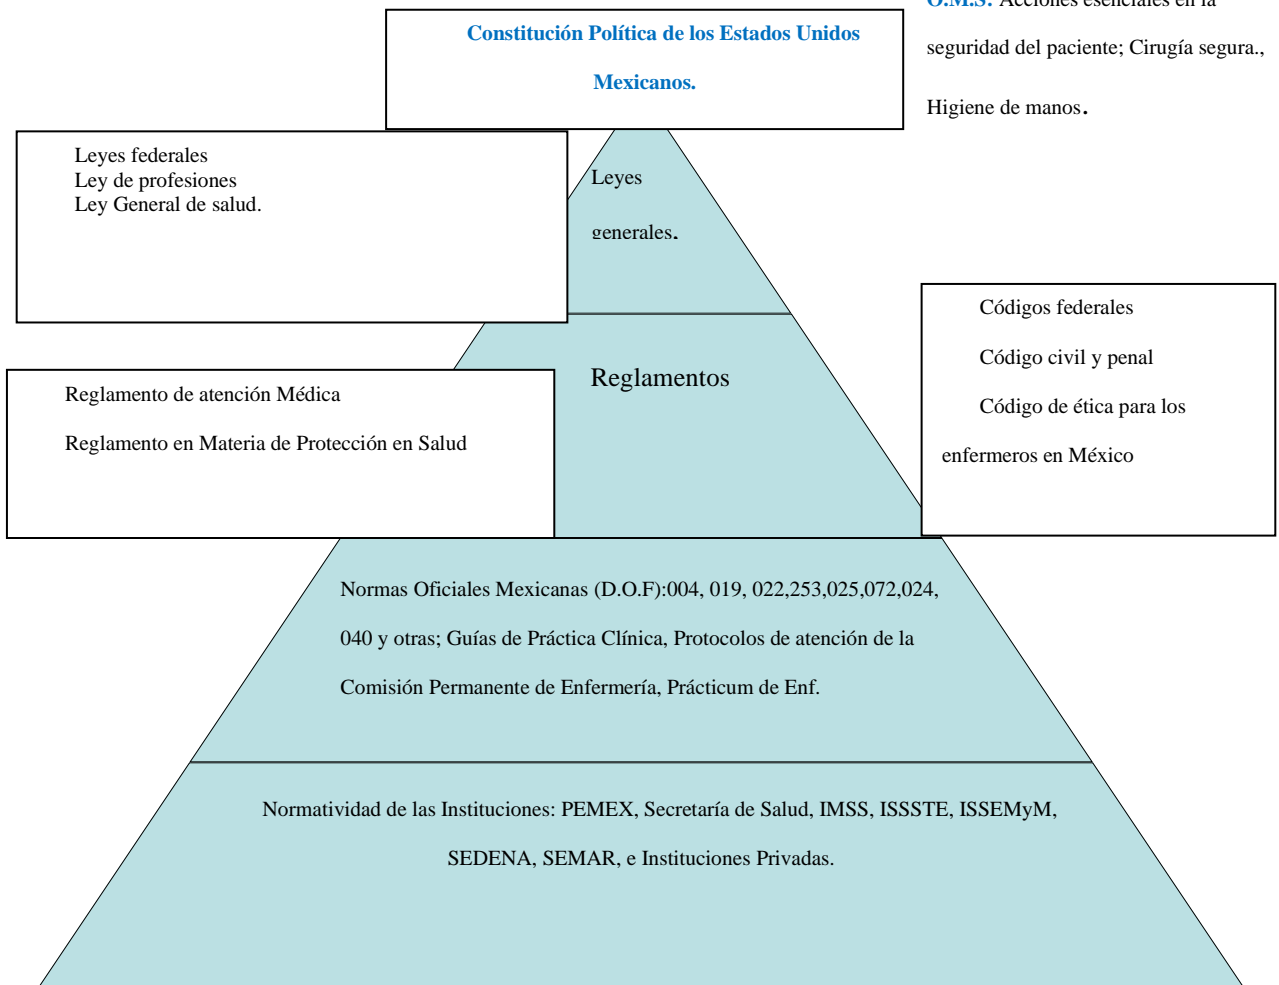 Constitución Política de los Estados Unidos
Mexicanos.
O.M.S: Acciones esenciales en la
seguridad del paciente; Cirugía segura.,
Higiene de manos.
Leyes federales
Ley de profesiones
Ley General de salud.
Leyes
generales.
Códigos federales
Código civil y penal
Código de ética para los
enfermeros en México
Reglamentos
Reglamento de atención Médica
Reglamento en Materia de Protección en Salud
Normas Oficiales Mexicanas (D.O.F):004, 019, 022,253,025,072,024,
040 y otras; Guías de Práctica Clínica, Protocolos de atención de la
Comisión Permanente de Enfermería, Prácticum de Enf.
Normatividad de las Instituciones: PEMEX, Secretaría de Salud, IMSS, ISSSTE, ISSEMyM,
SEDENA, SEMAR, e Instituciones Privadas.